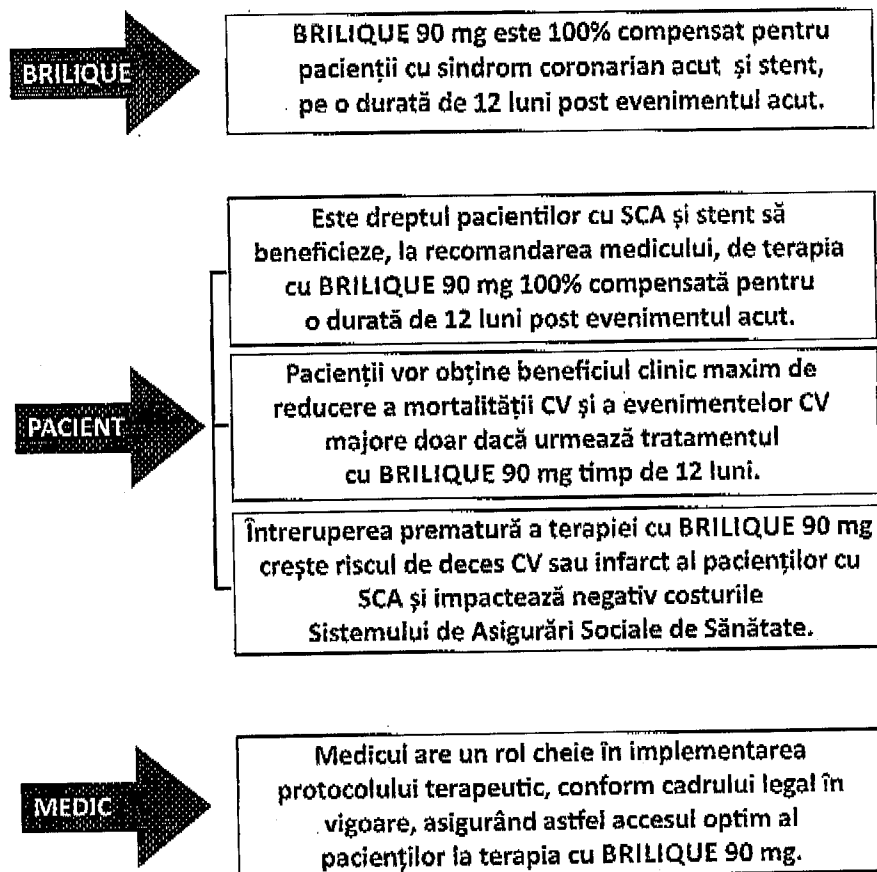 BRILIQUE
BRILIQUE 90 mg este 100% compensat pentru
pacienții cu sindrom coronarian acut și stent,
pe o durată de 12 luni post evenimentul acut.
PACIENT
Este dreptul pacientilor cu SCA și stent să
beneficieze, la recomandarea medicului, de terapia
cu BRILIQUE 90 mg 100% compensată pentru
o durată de 12 luni post evenimentul acut.
Pacienții vor obține beneficiul clinic maxim de
reducere a mortalității CV și a evenimentelor CV
majore doar dacă urmează tratamentul
cu BRILIQUE 90 mg timp de 12 luni.
Întreruperea prematură a terapiei cu BRILIQUE 90 mg
crește riscul de deces CV sau infarct al pacienților cu
SCA și impactează negativ costurile
Sistemului de Asigurări Sociale de Sănătate.
MEDIC
Medicul are un rol cheie în implementarea
protocolului terapeutic, conform cadrului legal în
vigoare, asigurând astfel accesul optim al
pacienților la terapia cu BRILIQUE 90 mg.